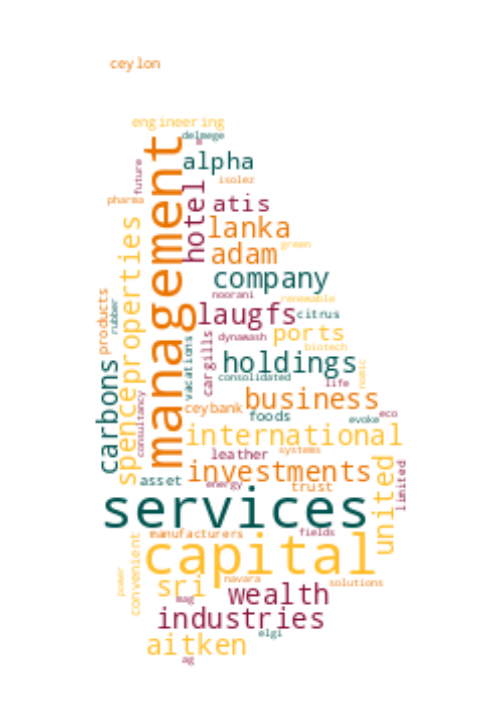 ceylon
engineering
delmege
management
alpha
future
isolez
pharma
hotel
atis
lanka
properties
adam
green
company
noorani
renewable
products
rubber
laugfs
citrus
ports
dynawash
biotech
vacations
cargills
holdings
carbons
consolidated
life
spence
consultancy
business
ceybank
foods
evoke
eco
international
leather
systems
investments
asset
energy
trust
limited
united
services
manufacturers
fields
capital
convenient
power
sri
navara
solutions
mag
wealth
industries
elgi
aitken
ag